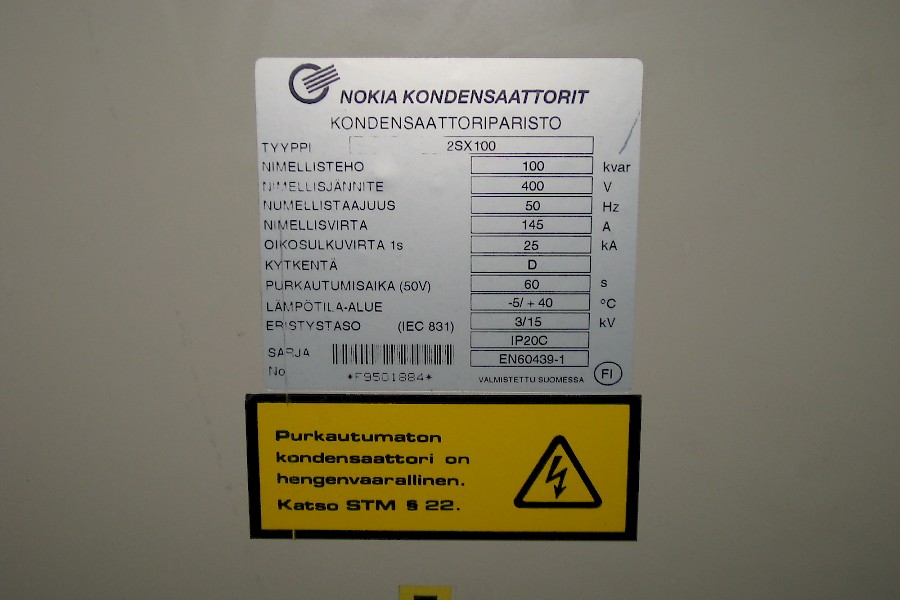 NOKIA KONDENSAATTORIT
KONDENSAATTORIPARISTO
TYYPPI 2SX100
NIMELLISTEHO 100 kvar
NIMELLISJÄNNITE 400 V
NUMELLISTAAJUUS 50 Hz
NIMELLISVIRTA 145 A
OIKOSULKUVIRTA 1s 25 kA
KYTKENTÄ D
PURKAUTUMISAIKA (50V) 60 s
LÄMPÖTILA-ALUE -5/ + 40 °C
ERISTYSTASO (IEC 831) 3/15 kV
IP20C
SARJA EN60439-1
No *F9501884* VALMISTETTU SUOMESSA FI
Purkautumaton
kondensaattori on
hengenvaarallinen.
Katso STM § 22.